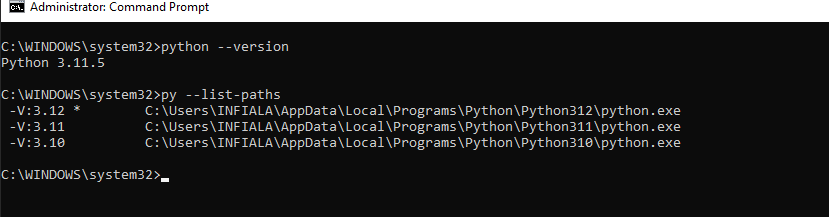 Administrator: Command Prompt
C:\WINDOWS\system32>python --version
Python 3.11.5
C:\WINDOWS\system32>py --list-paths
 -V:3.12 *        C:\Users\INFIALA\AppData\Local\Programs\Python\Python312\python.exe
 -V:3.11          C:\Users\INFIALA\AppData\Local\Programs\Python\Python311\python.exe
 -V:3.10          C:\Users\INFIALA\AppData\Local\Programs\Python\Python310\python.exe
C:\WINDOWS\system32>